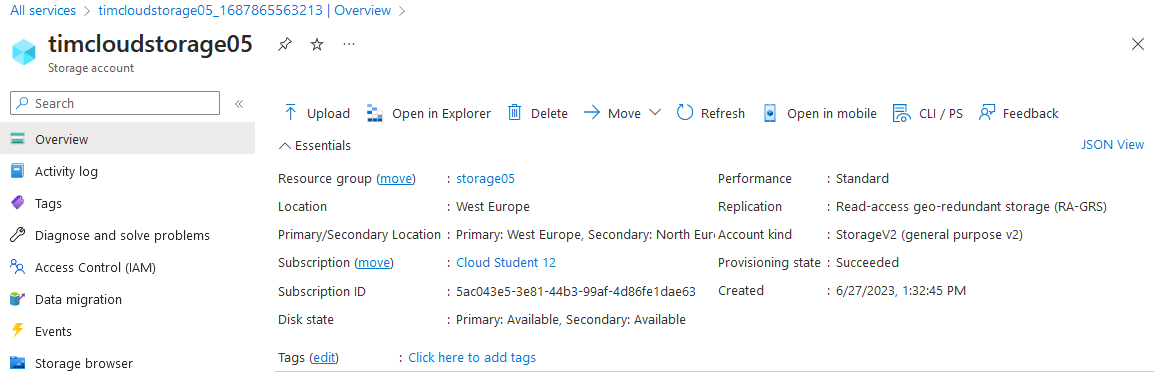 All services > timcloudstorage05_1687865563213 | Overview >
timcloudstorage05
Storage account
Search
Upload Open in Explorer Delete Move Refresh Open in mobile CLI / PS Feedback
Overview
Activity log
Tags
Diagnose and solve problems
Access Control (IAM)
Data migration
Events
Storage browser
Essentials
JSON View
Resource group (move) : storage05
Location : West Europe
Primary/Secondary Location : Primary: West Europe, Secondary: North Eur
Subscription (move) : Cloud Student 12
Subscription ID : 5ac043e5-3e81-44b3-99af-4d86fe1dae63
Disk state : Primary: Available, Secondary: Available
Performance : Standard
Replication : Read-access geo-redundant storage (RA-GRS)
Account kind : StorageV2 (general purpose v2)
Provisioning state : Succeeded
Created : 6/27/2023, 1:32:45 PM
Tags (edit) : Click here to add tags